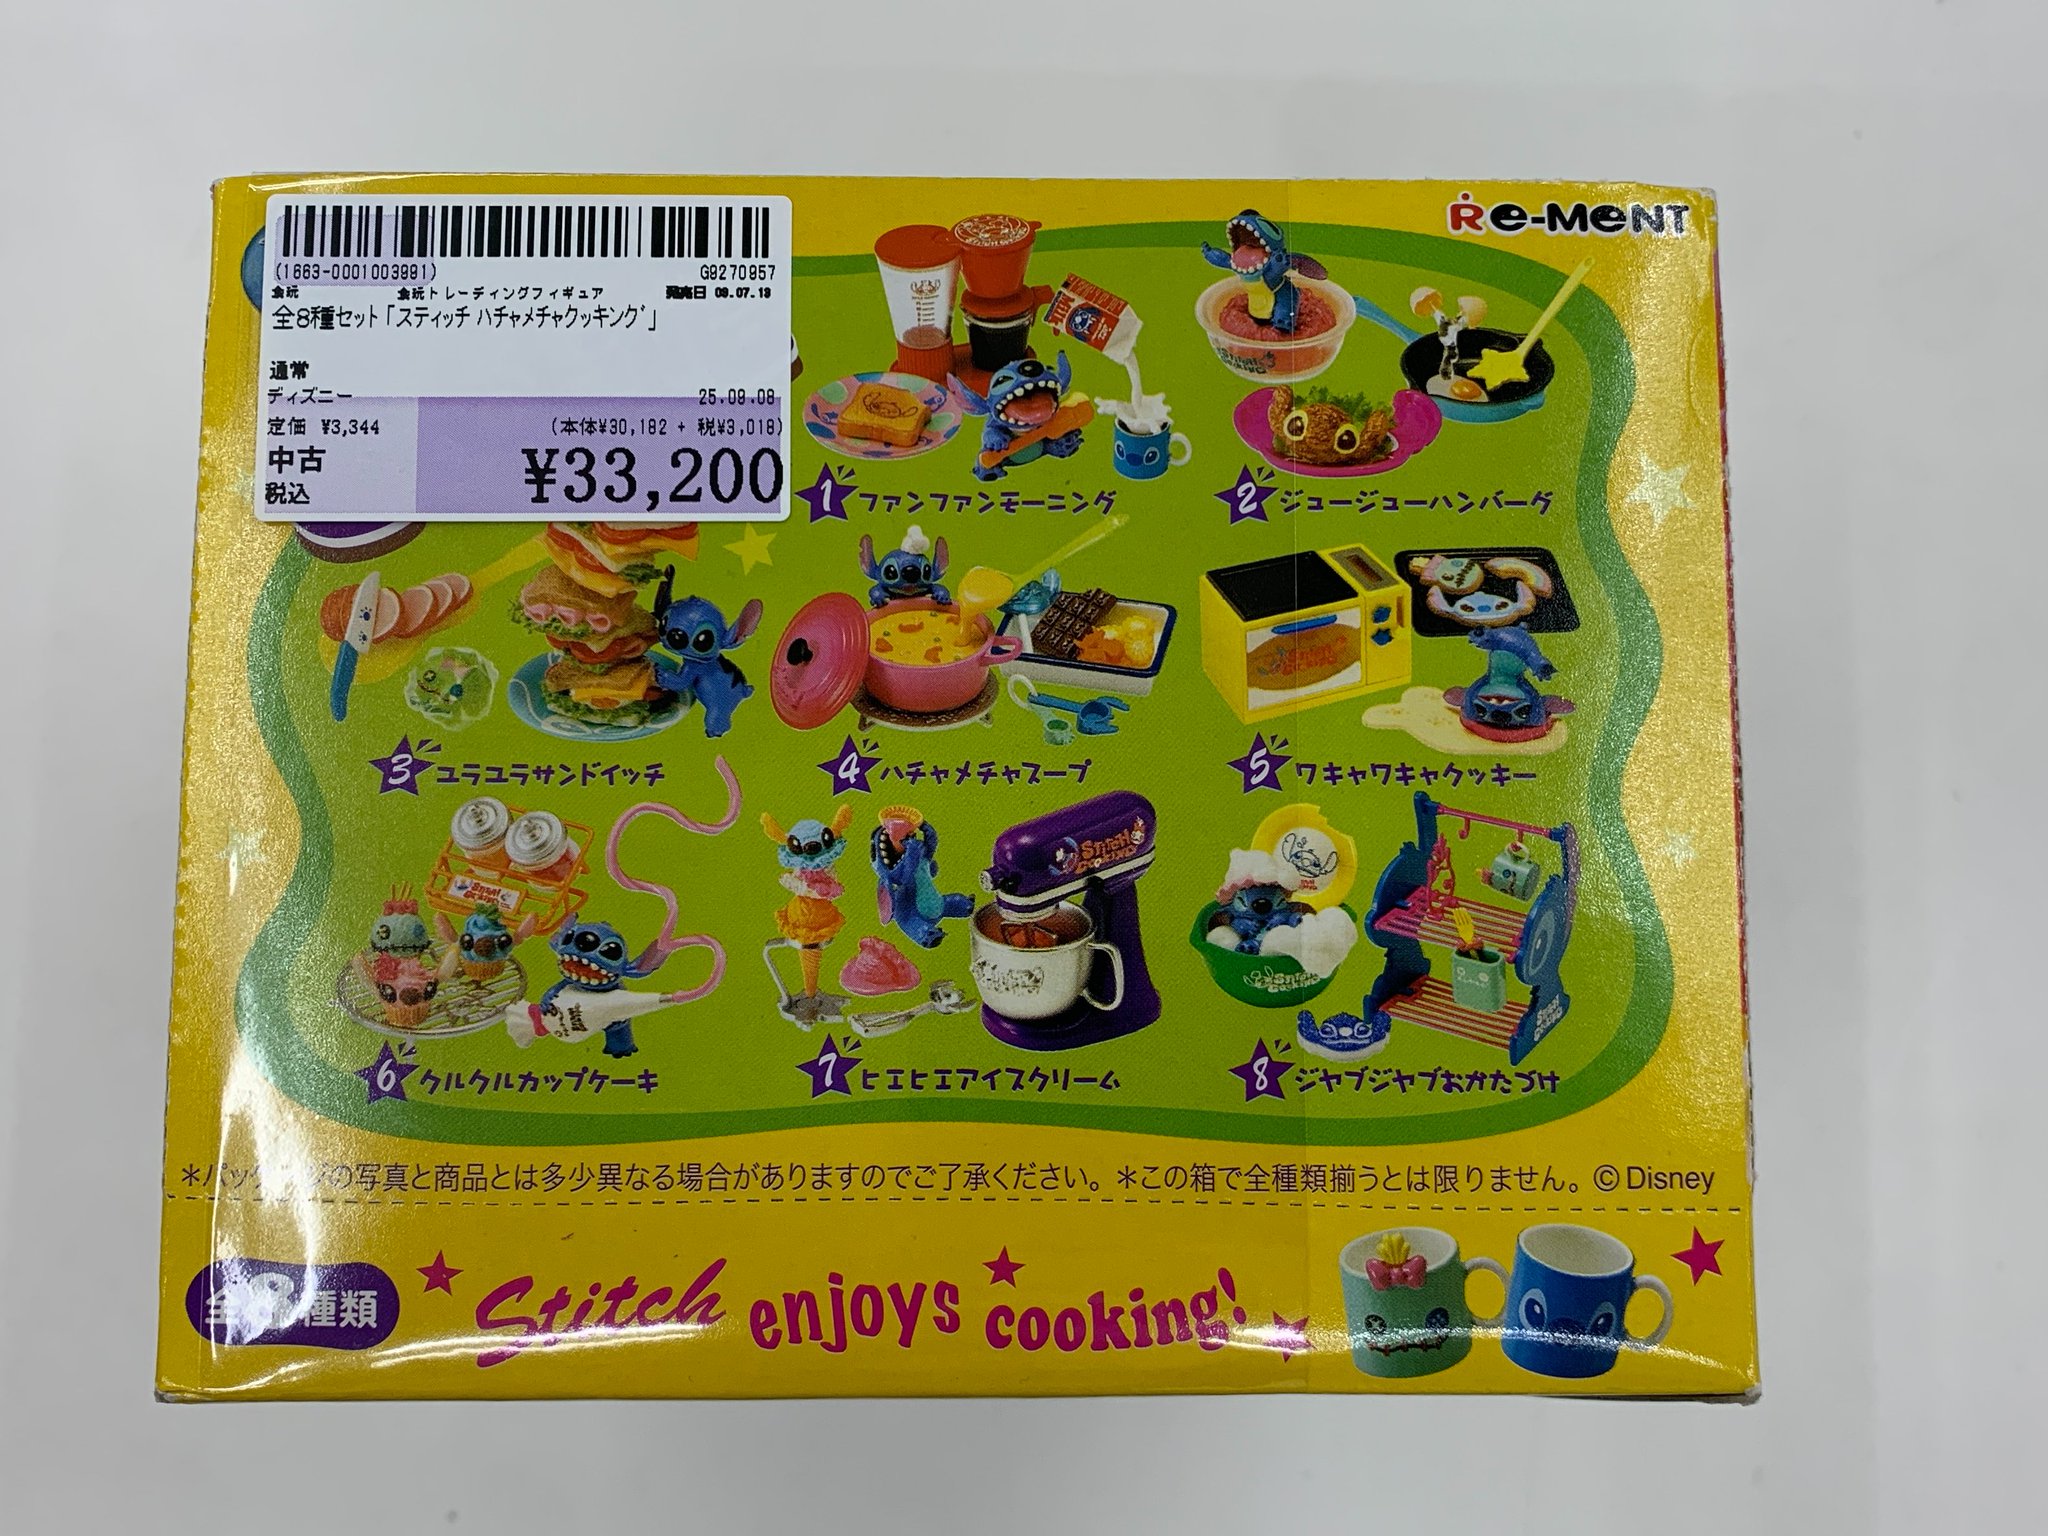 (1663-0001003981) G9270957
食玩 食玩トレーディングフィギュア 発売日 09.07.13
全8種セット「スティッチ ハチャメチャクッキング」
通常
ディズニー 25.09.08
定価 ¥3,344 (本体¥30,182 + 税¥3,018)
中古
税込 ¥33,200
Re-MeNT
1 ファンファンモーニング
2 ジュージューハンバーグ
3 ユラユラサンドイッチ
4 ハチャメチャスープ
5 ワキャワキャクッキー
STITCH COOKING
6 クルクルカップケーキ
7 ヒエヒエアイスクリーム
8 ジャブジャブおかたづけ
*パッケージの写真と商品とは多少異なる場合がありますのでご了承ください。*この箱で全種類揃うとは限りません。©Disney
全8種類
Stitch enjoys cooking!